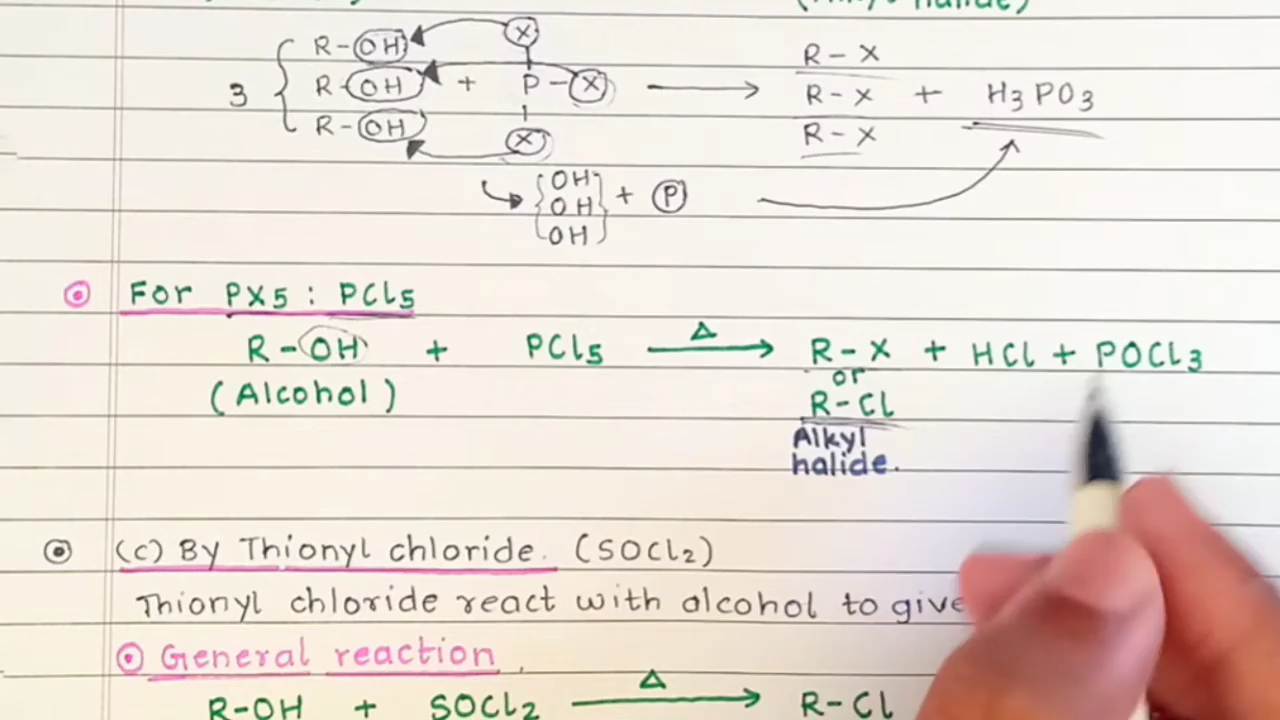 R-OH X
R-OH + P-X ⟶ R-X
3 { R-X + H3PO3
R-OH X R-X
{OH
OH
OH} + P
For PX5 : PCl5
R-OH + PCl5 Δ⟶ R-X + HCl + POCl3
or
(Alcohol) R-Cl
Alkyl
halide.
(c) By Thionyl chloride. (SOCl2)
Thionyl chloride react with alcohol to give
General reaction
R-OH + SOCl2 Δ⟶ R-Cl